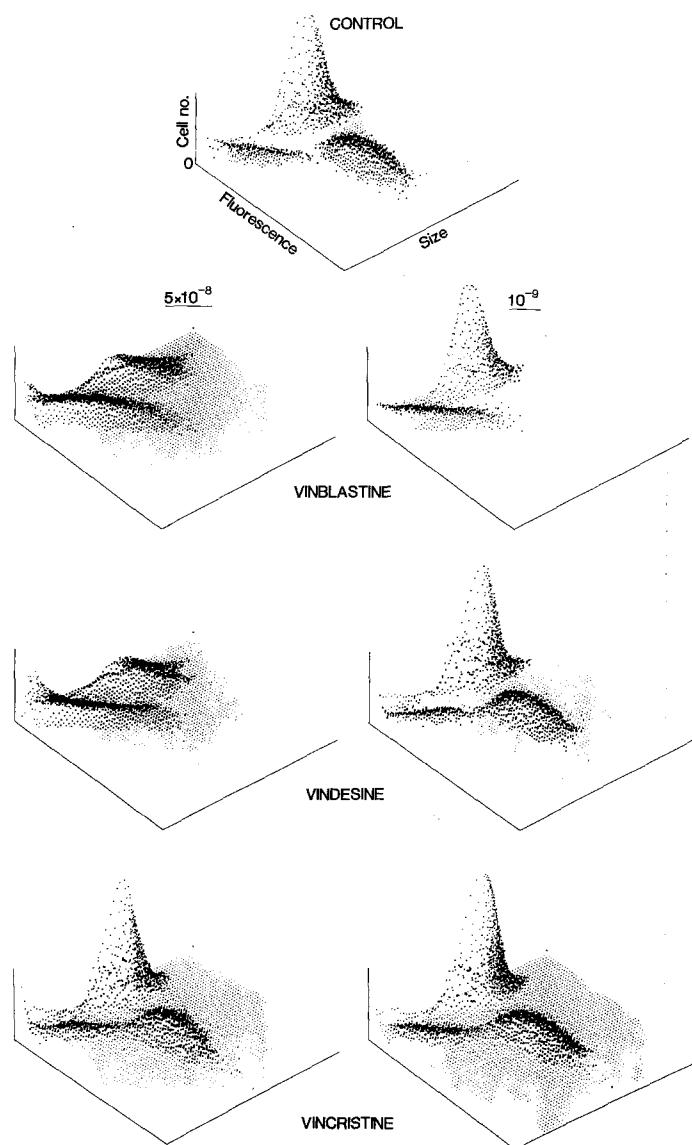 CONTROL
Cell no.
0
Fluorescence
Size
5×10⁻⁸
10⁻⁹
VINBLASTINE
VINDESINE
VINCRISTINE